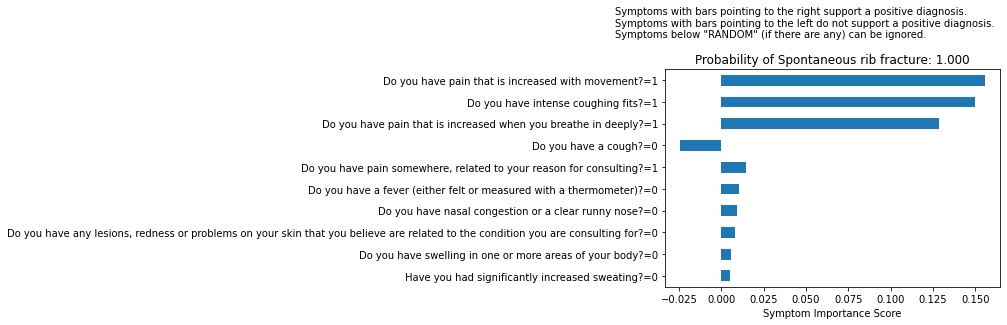 Symptoms with bars pointing to the right support a positive diagnosis.
Symptoms with bars pointing to the left do not support a positive diagnosis.
Symptoms below "RANDOM" (if there are any) can be ignored.
Probability of Spontaneous rib fracture: 1.000
Do you have pain that is increased with movement?=1
Do you have intense coughing fits?=1
Do you have pain that is increased when you breathe in deeply?=1
Do you have a cough?=0
Do you have pain somewhere, related to your reason for consulting?=1
Do you have a fever (either felt or measured with a thermometer)?=0
Do you have nasal congestion or a clear runny nose?=0
Do you have any lesions, redness or problems on your skin that you believe are related to the condition you are consulting for?=0
Do you have swelling in one or more areas of your body?=0
Have you had significantly increased sweating?=0
−0.025 0.000 0.025 0.050 0.075 0.100 0.125 0.150
Symptom Importance Score